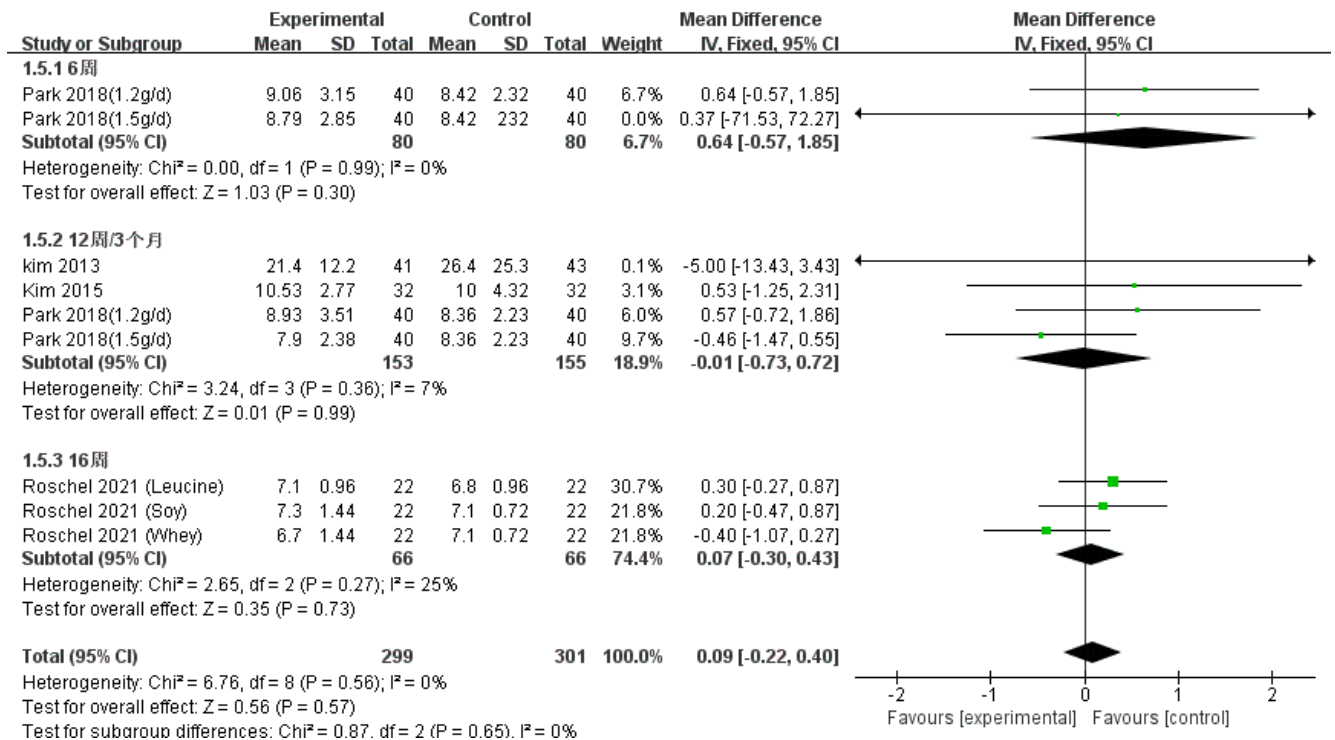 Experimental Control Mean Difference Mean Difference
Study or Subgroup Mean SD Total Mean SD Total Weight IV, Fixed, 95% CI IV, Fixed, 95% CI
1.5.1 6周
Park 2018(1.2g/d) 9.06 3.15 40 8.42 2.32 40 6.7% 0.64 [-0.57, 1.85]
Park 2018(1.5g/d) 8.79 2.85 40 8.42 232 40 0.0% 0.37 [-71.53, 72.27]
Subtotal (95% CI) 80 80 6.7% 0.64 [-0.57, 1.85]
Heterogeneity: Chi² = 0.00, df = 1 (P = 0.99); I² = 0%
Test for overall effect: Z = 1.03 (P = 0.30)
1.5.2 12周/3个月
kim 2013 21.4 12.2 41 26.4 25.3 43 0.1% -5.00 [-13.43, 3.43]
Kim 2015 10.53 2.77 32 10 4.32 32 3.1% 0.53 [-1.25, 2.31]
Park 2018(1.2g/d) 8.93 3.51 40 8.36 2.23 40 6.0% 0.57 [-0.72, 1.86]
Park 2018(1.5g/d) 7.9 2.38 40 8.36 2.23 40 9.7% -0.46 [-1.47, 0.55]
Subtotal (95% CI) 153 155 18.9% -0.01 [-0.73, 0.72]
Heterogeneity: Chi² = 3.24, df = 3 (P = 0.36); I² = 7%
Test for overall effect: Z = 0.01 (P = 0.99)
1.5.3 16周
Roschel 2021 (Leucine) 7.1 0.96 22 6.8 0.96 22 30.7% 0.30 [-0.27, 0.87]
Roschel 2021 (Soy) 7.3 1.44 22 7.1 0.72 22 21.8% 0.20 [-0.47, 0.87]
Roschel 2021 (Whey) 6.7 1.44 22 7.1 0.72 22 21.8% -0.40 [-1.07, 0.27]
Subtotal (95% CI) 66 66 74.4% 0.07 [-0.30, 0.43]
Heterogeneity: Chi² = 2.65, df = 2 (P = 0.27); I² = 25%
Test for overall effect: Z = 0.35 (P = 0.73)
Total (95% CI) 299 301 100.0% 0.09 [-0.22, 0.40]
Heterogeneity: Chi² = 6.76, df = 8 (P = 0.56); I² = 0%
Test for overall effect: Z = 0.56 (P = 0.57)
Test for subgroup differences: Chi² = 0.87, df = 2 (P = 0.65), I² = 0%
-2 -1 0 1 2
Favours [experimental] Favours [control]